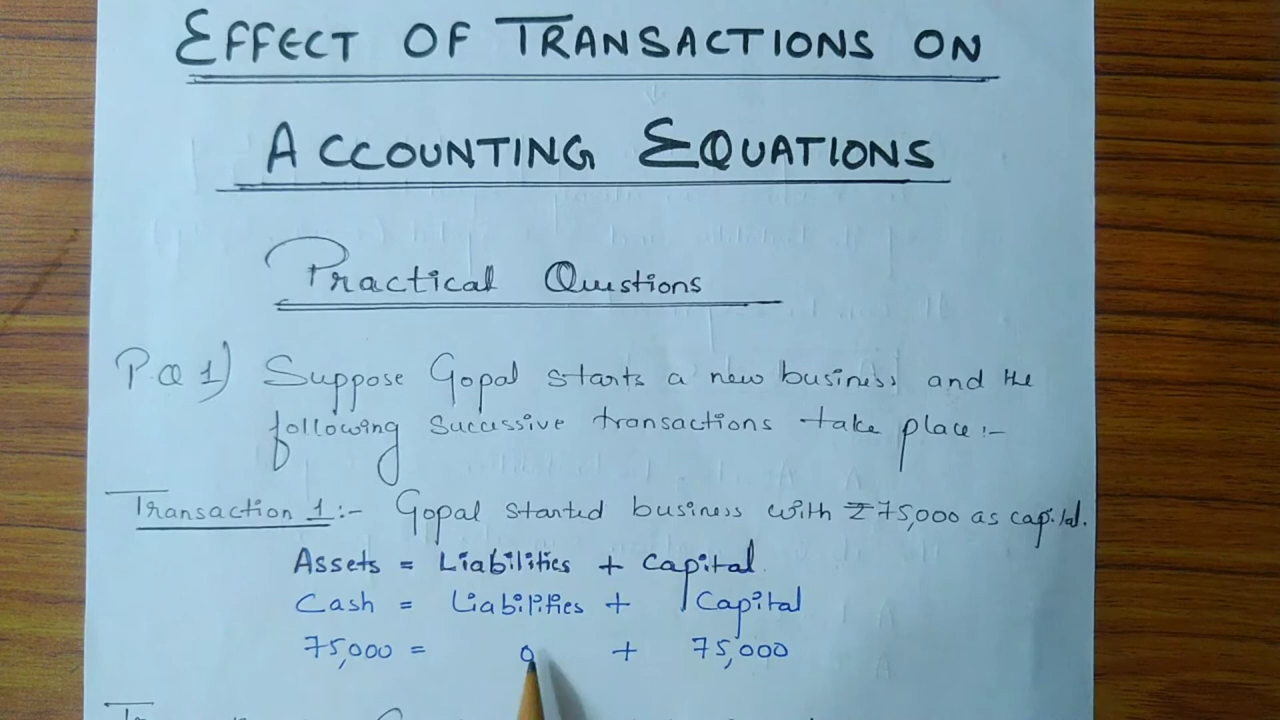 EFFECT OF TRANSACTIONS ON
ACCOUNTING EQUATIONS
Practical Questions
P.Q 1) Suppose Gopal starts a new business and the
following successive transactions take place:-
Transaction 1:- Gopal started business with ₹75,000 as capital.
Assets = Liabilities + Capital
Cash = Liabilities + Capital
75,000 = 0 + 75,000